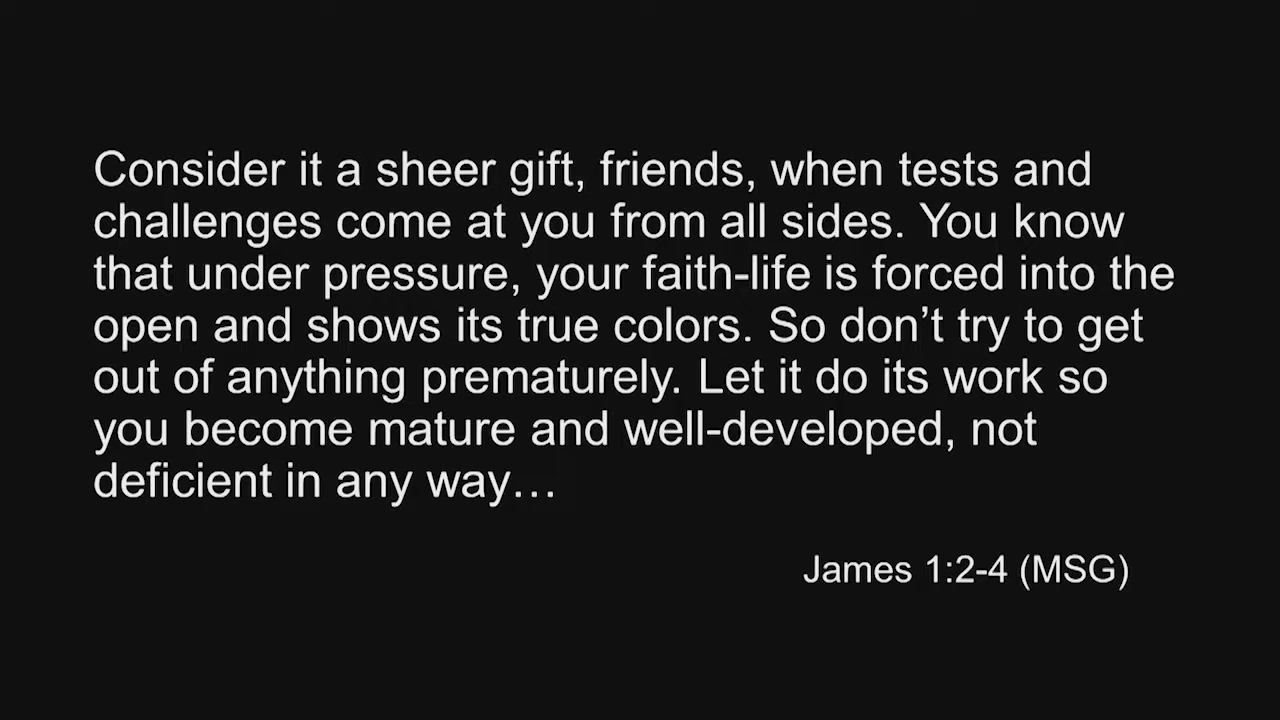 Consider it a sheer gift, friends, when tests and
challenges come at you from all sides. You know
that under pressure, your faith-life is forced into the
open and shows its true colors. So don’t try to get
out of anything prematurely. Let it do its work so
you become mature and well-developed, not
deficient in any way…
James 1:2-4 (MSG)